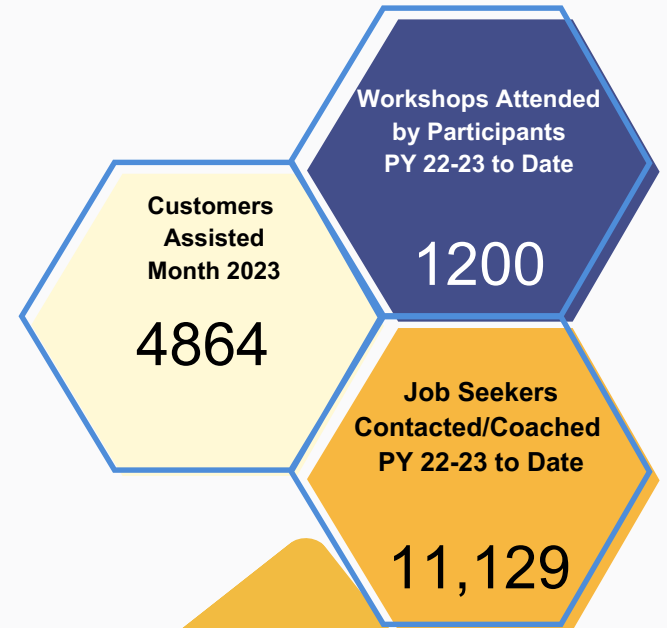 Workshops Attended
by Participants
PY 22-23 to Date
1200
Customers
Assisted
Month 2023
4864
Job Seekers
Contacted/Coached
PY 22-23 to Date
11,129